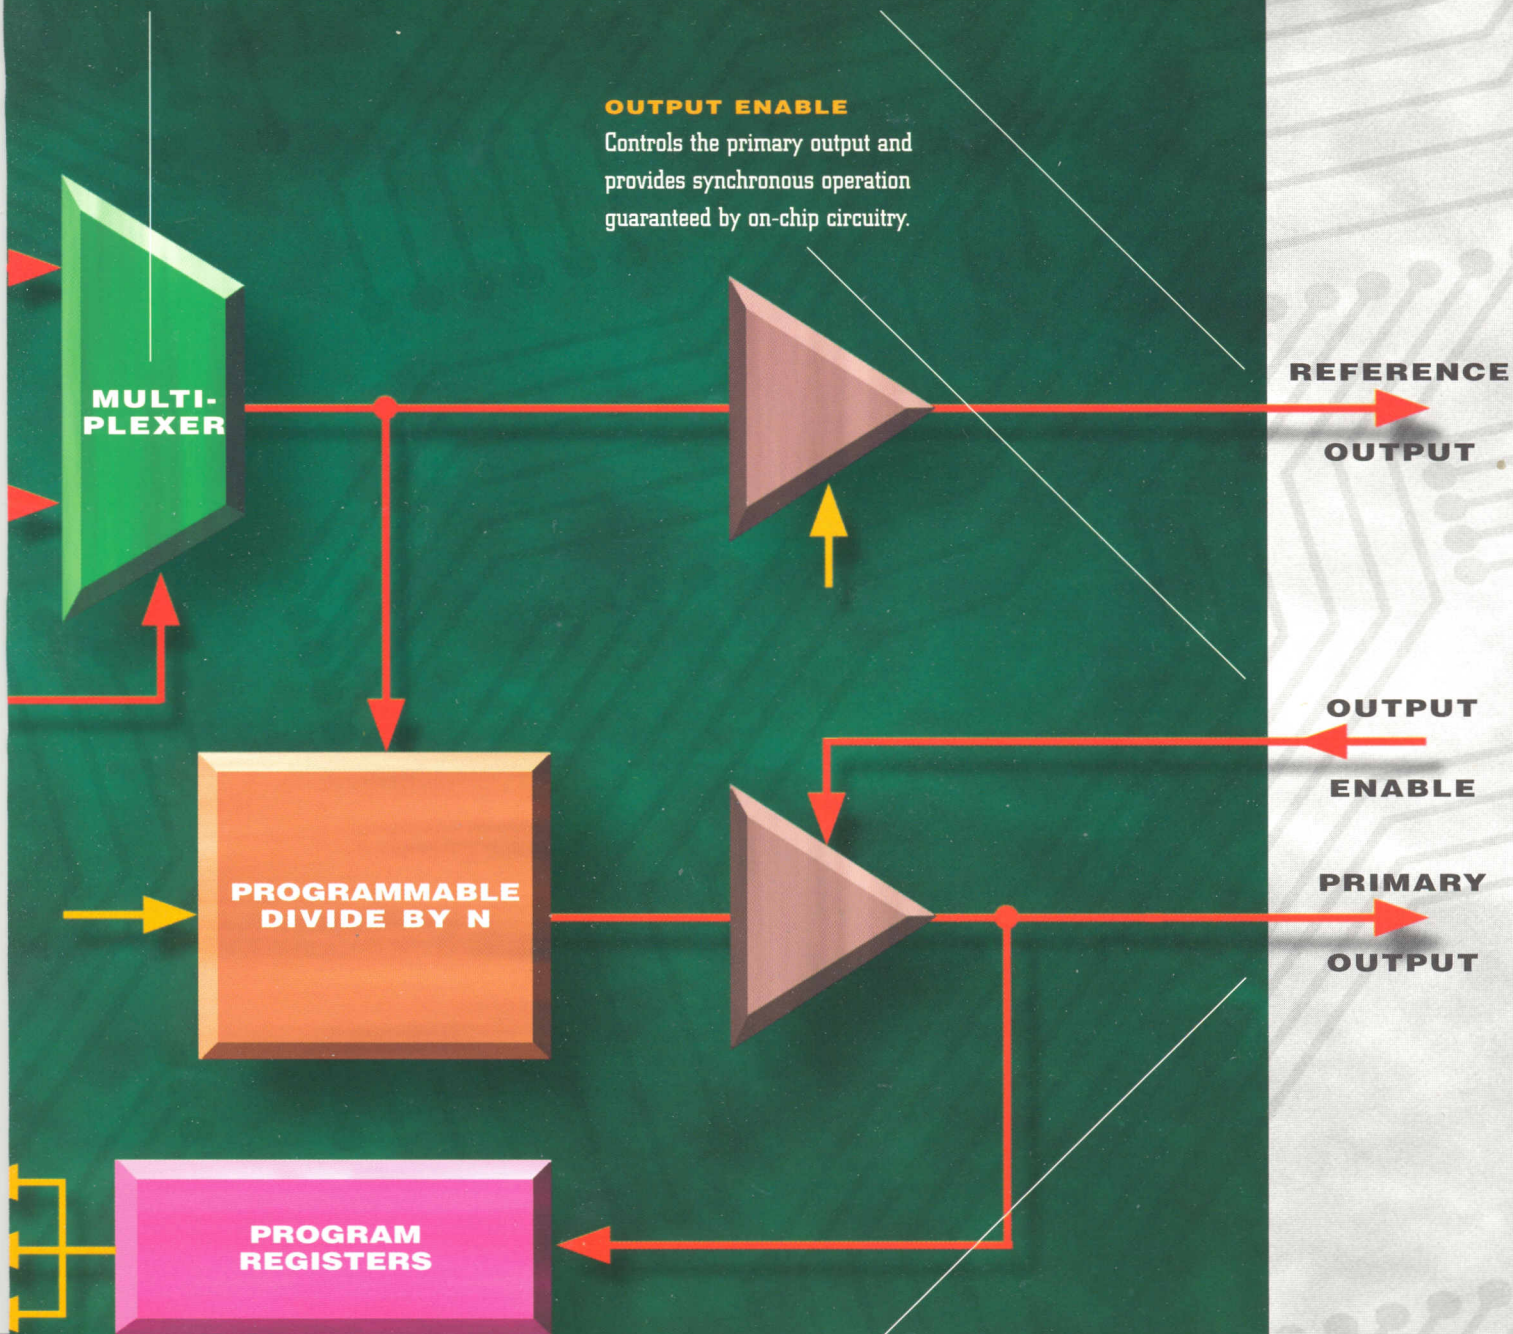 OUTPUT ENABLE
Controls the primary output and
provides synchronous operation
guaranteed by on-chip circuitry.
MULTI-
PLEXER
REFERENCE
OUTPUT
OUTPUT
ENABLE
PROGRAMMABLE
DIVIDE BY N
PRIMARY
OUTPUT
PROGRAM
REGISTERS